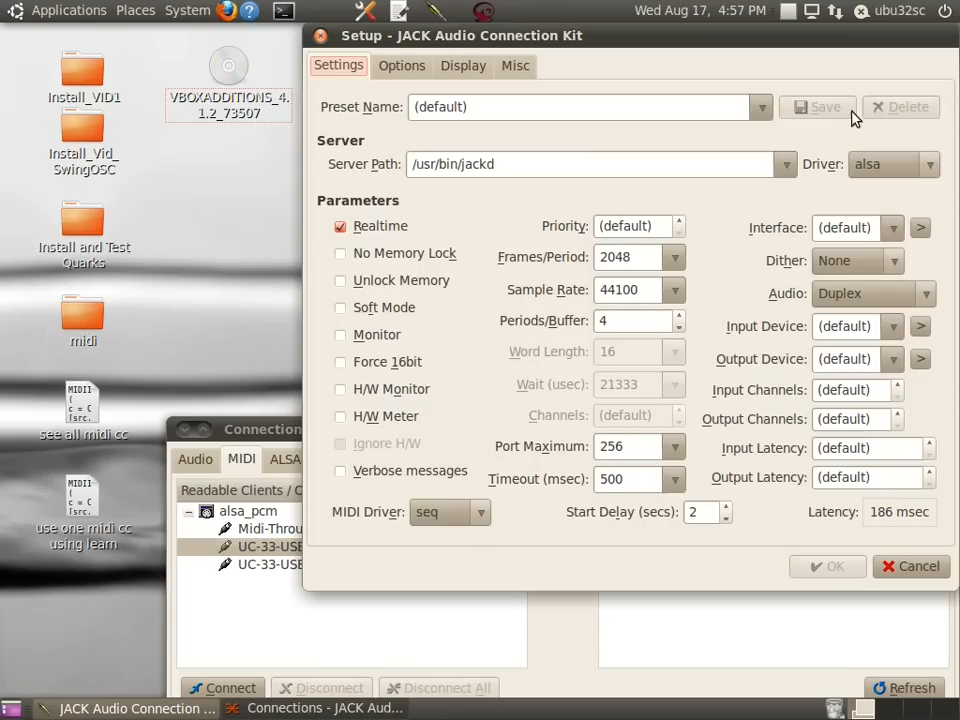 Applications Places System
Wed Aug 17, 4:57 PM
ubu32sc
Install_VID1
VBOXADDITIONS_4.
1.2_73507
Install_Vid_
SwingOSC
Install and Test
Quarks
midi
MIDII
(
c = C
[src.
see all midi cc
MIDII
(
c = C
[src.
use one midi cc
using learn
Setup - JACK Audio Connection Kit
Settings Options Display Misc
Preset Name: (default) Save Delete
Server
Server Path: /usr/bin/jackd Driver: alsa
Parameters
Realtime
No Memory Lock
Unlock Memory
Soft Mode
Monitor
Force 16bit
H/W Monitor
H/W Meter
Ignore H/W
Verbose messages
MIDI Driver: seq
Priority: (default)
Frames/Period: 2048
Sample Rate: 44100
Periods/Buffer: 4
Word Length: 16
Wait (usec): 21333
Channels: (default)
Port Maximum: 256
Timeout (msec): 500
Start Delay (secs): 2
Interface: (default) >
Dither: None
Audio: Duplex
Input Device: (default) >
Output Device: (default) >
Input Channels: (default)
Output Channels: (default)
Input Latency: (default)
Output Latency: (default)
Latency: 186 msec
OK Cancel
Connection
Audio MIDI ALSA
Readable Clients / O
alsa_pcm
Midi-Throu
UC-33-USB
UC-33-USB
Connect Disconnect Disconnect All Refresh
JACK Audio Connection ... Connections - JACK Aud...